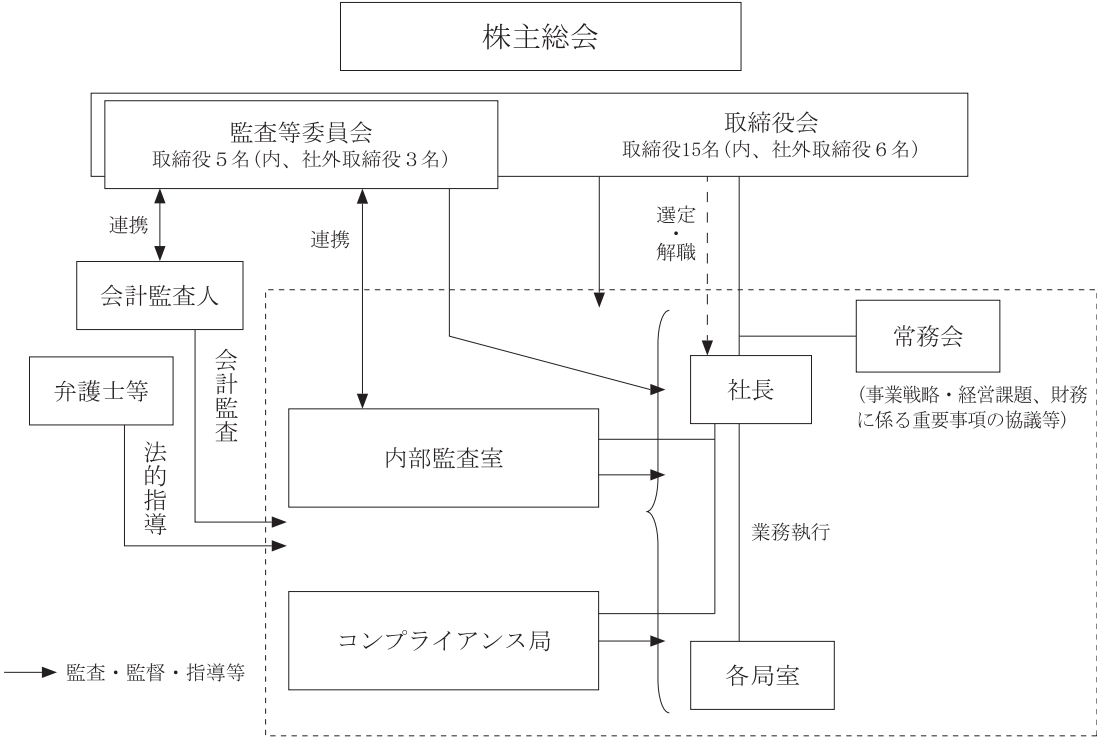 株主総会
監査等委員会
取締役５名（内、社外取締役３名）
取締役会
取締役15名（内、社外取締役６名）
連携
連携
選定
・
解職
会計監査人
常務会
（事業戦略・経営課題、財務
に係る重要事項の協議等）
弁護士等
会計監査
社長
内部監査室
法的指導
業務執行
コンプライアンス局
各局室
監査・監督・指導等